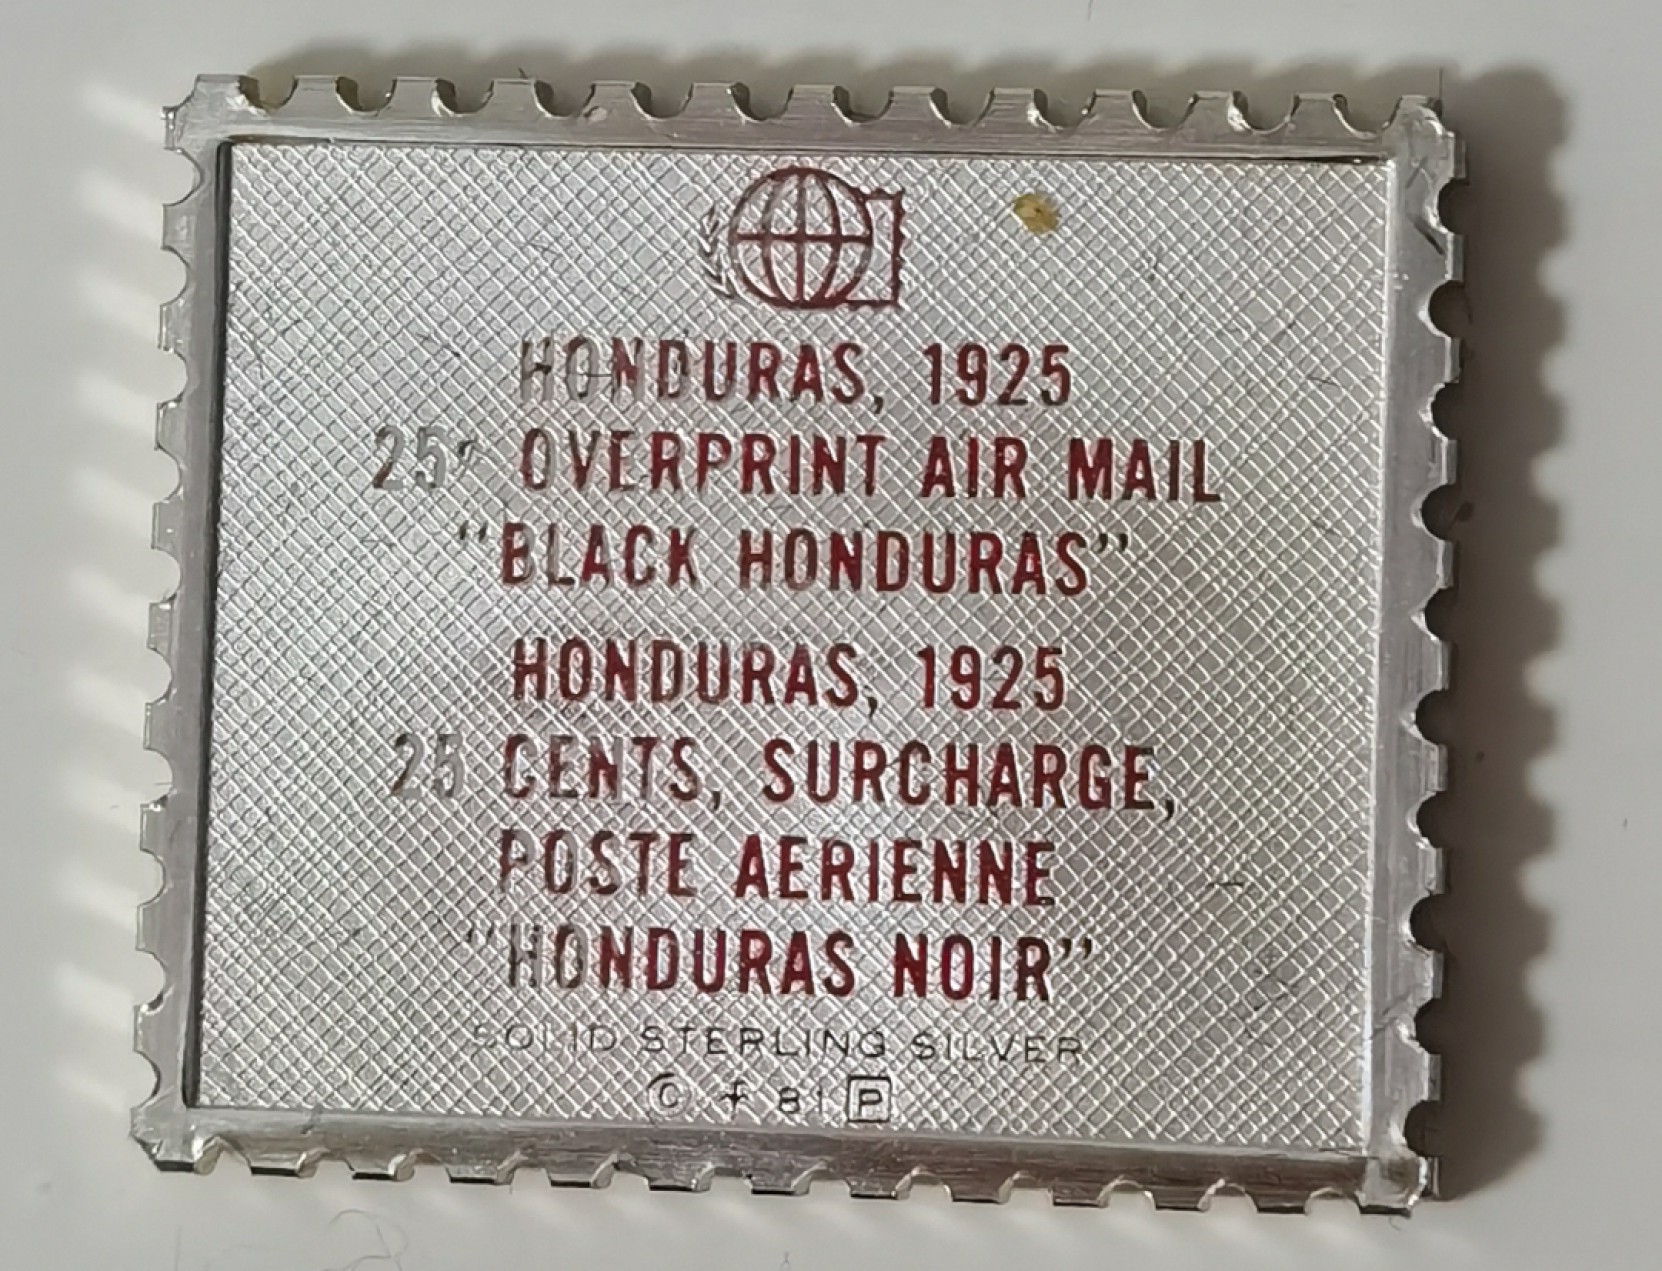 HONDURAS, 1925
25¢ OVERPRINT AIR MAIL
"BLACK HONDURAS"
HONDURAS, 1925
25 CENTS, SURCHARGE,
POSTE AERIENNE
"HONDURAS NOIR"
SOLID STERLING SILVER
© 81 P